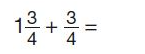 1 3/4 + 3/4 =